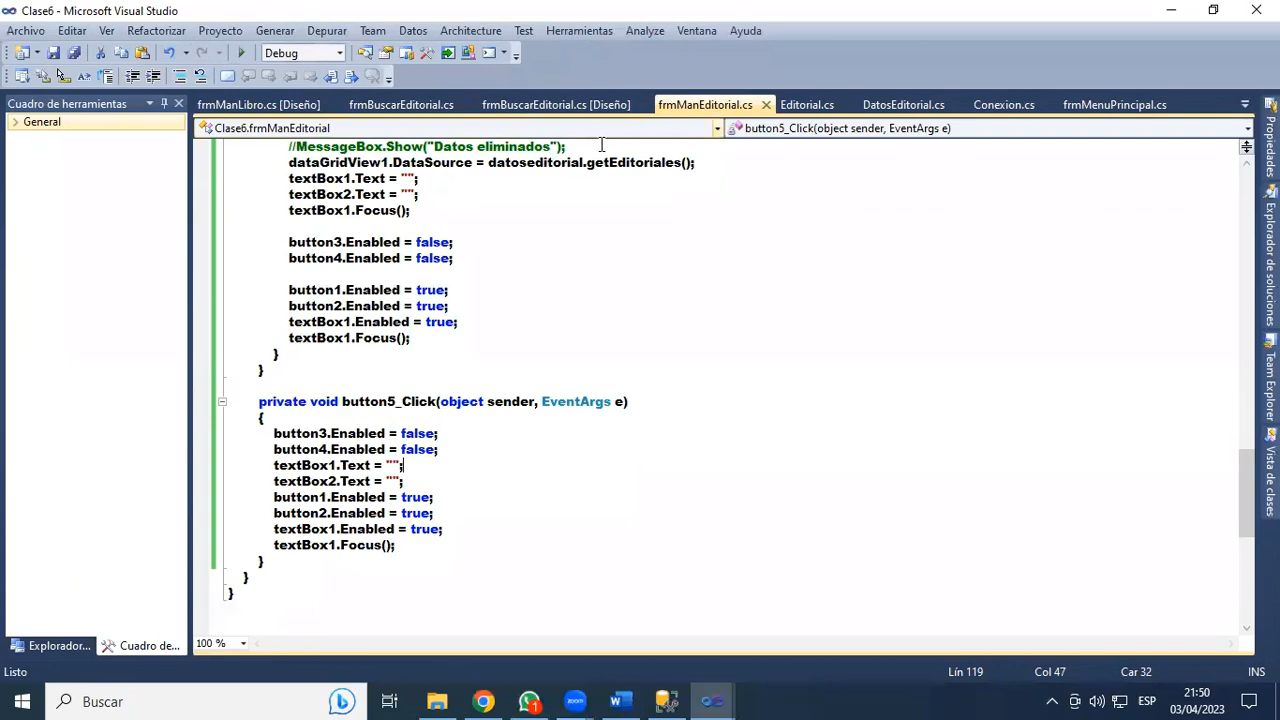 Clase6 - Microsoft Visual Studio
Archivo Editar Ver Refactorizar Proyecto Generar Depurar Team Datos Architecture Test Herramientas Analyze Ventana Ayuda
Debug
Cuadro de herramientas
General
frmManLibro.cs [Diseño] frmBuscarEditorial.cs frmBuscarEditorial.cs [Diseño] frmManEditorial.cs Editorial.cs DatosEditorial.cs Conexion.cs frmMenuPrincipal.cs
Clase6.frmManEditorial button5_Click(object sender, EventArgs e)
//MessageBox.Show("Datos eliminados");
dataGridView1.DataSource = datoseditorial.getEditoriales();
textBox1.Text = "";
textBox2.Text = "";
textBox1.Focus();
button3.Enabled = false;
button4.Enabled = false;
button1.Enabled = true;
button2.Enabled = true;
textBox1.Enabled = true;
textBox1.Focus();
}
}
private void button5_Click(object sender, EventArgs e)
{
button3.Enabled = false;
button4.Enabled = false;
textBox1.Text = "";
textBox2.Text = "";
button1.Enabled = true;
button2.Enabled = true;
textBox1.Enabled = true;
textBox1.Focus();
}
}
}
Propiedades
Explorador de soluciones
Team Explorer
Vista de clases
100 %
Explorador... Cuadro de...
Listo Lín 119 Col 47 Car 32 INS
Buscar
zoom
1
ESP
21:50
03/04/2023